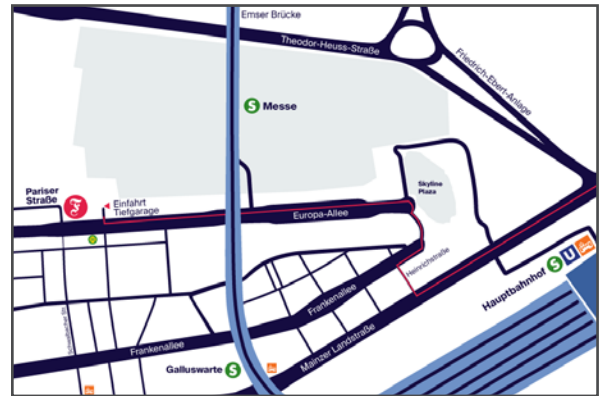 Emser Brücke
Theodor-Heuss-Straße
Friedrich-Ebert-Anlage
S Messe
Skyline
Plaza
Pariser
Straße
Einfahrt
Tiefgarage
Europa-Allee
Heinrichstraße
Hauptbahnhof S U
Frankenallee
Frankenallee
Mainzer Landstraße
Galluswarte S